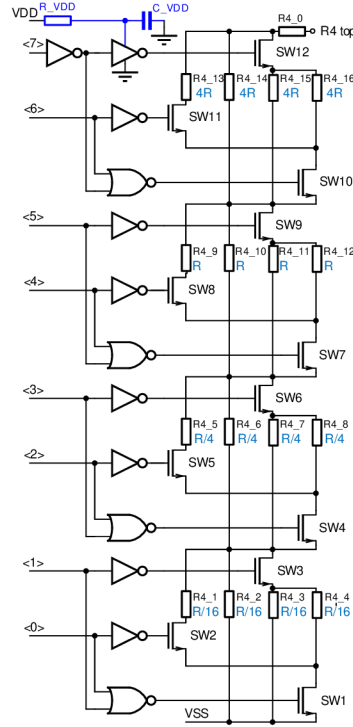 R_VDD C_VDD
VDD
R4_0 R4 top
<7>
SW12
R4_13 R4_14 R4_15 R4_16
4R 4R 4R 4R
<6>
SW11
SW10
<5>
SW9
R4_9 R4_10 R4_11 R4_12
R R R R
<4>
SW8
SW7
<3>
SW6
R4_5 R4_6 R4_7 R4_8
R/4 R/4 R/4 R/4
<2>
SW5
SW4
<1>
SW3
R4_1 R4_2 R4_3 R4_4
R/16 R/16 R/16 R/16
<0>
SW2
SW1
VSS